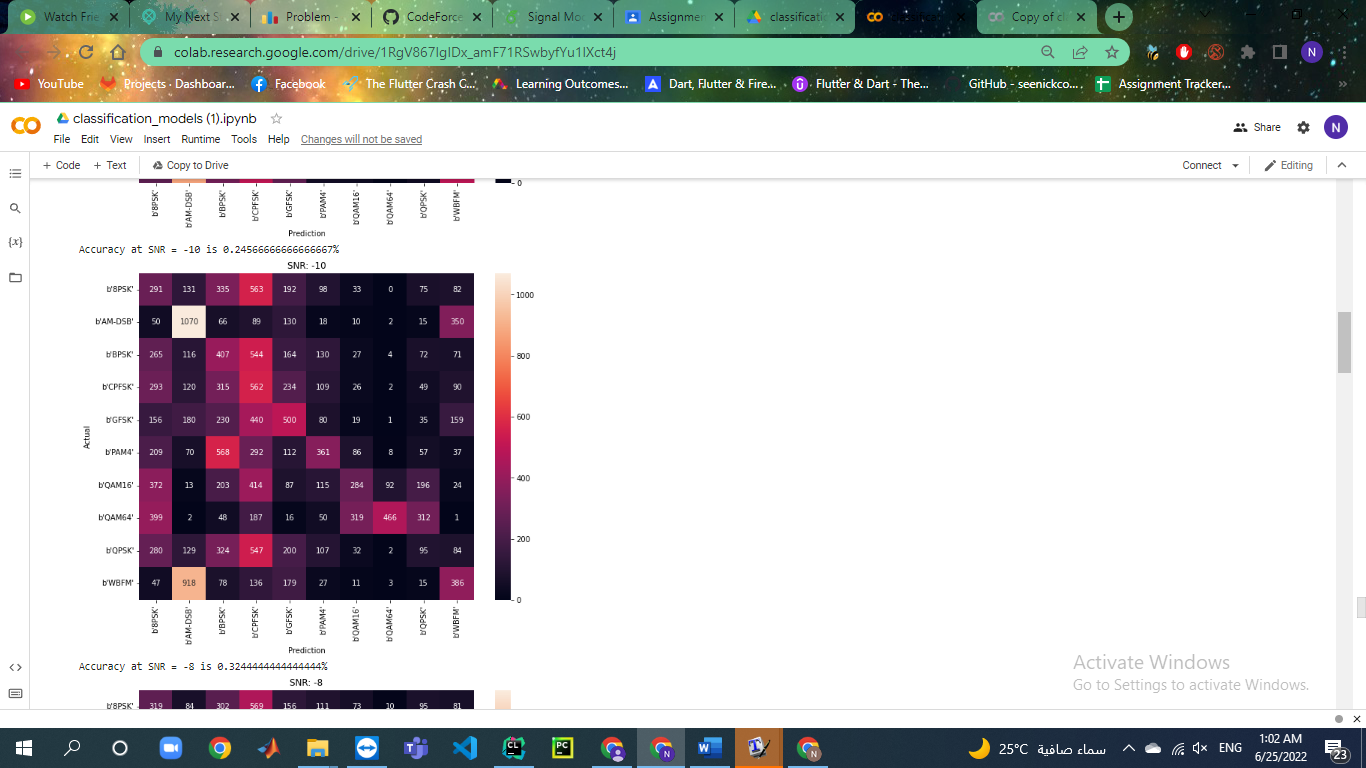 Watch Frie
My Next S
Problem -
CodeForce
Signal Mo
Assignmen
classificatio
Copy of cl
colab.research.google.com/drive/1RgV867IgIDx_amF71RSwbyfYu1lXct4j
YouTube
Projects · Dashboar...
Facebook
The Flutter Crash C...
Learning Outcomes...
Dart, Flutter & Fire...
Flutter & Dart - The...
GitHub - seenickco...
Assignment Tracker...
»
classification_models (1).ipynb
File Edit View Insert Runtime Tools Help Changes will not be saved
Share
N
+ Code + Text Copy to Drive
Connect
Editing
0
b'8PSK' b'AM-DSB' b'BPSK' b'CPFSK' b'GFSK' b'PAM4' b'QAM16' b'QAM64' b'QPSK' b'WBFM'
Prediction
Accuracy at SNR = -10 is 0.24566666666666667%
SNR: -10
b'8PSK' 291 131 335 563 192 98 33 0 75 82
b'AM-DSB' 50 1070 66 89 130 18 10 2 15 350
b'BPSK' 265 116 407 544 164 130 27 4 72 71
b'CPFSK' 293 120 315 562 234 109 26 2 49 90
b'GFSK' 156 180 230 440 500 80 19 1 35 159
b'PAM4' 209 70 568 292 112 361 86 8 57 37
b'QAM16' 372 13 203 414 87 115 284 92 196 24
b'QAM64' 399 2 48 187 16 50 319 466 312 1
b'QPSK' 280 129 324 547 200 107 32 2 95 84
b'WBFM' 47 918 78 136 179 27 11 3 15 386
Actual
1000
800
600
400
200
0
b'8PSK' b'AM-DSB' b'BPSK' b'CPFSK' b'GFSK' b'PAM4' b'QAM16' b'QAM64' b'QPSK' b'WBFM'
Prediction
Accuracy at SNR = -8 is 0.3244444444444444%
SNR: -8
b'8PSK' 319 84 302 569 156 111 73 10 95 81
Activate Windows
Go to Settings to activate Windows.
25°C سماء صافية
ENG
1:02 AM
6/25/2022
23